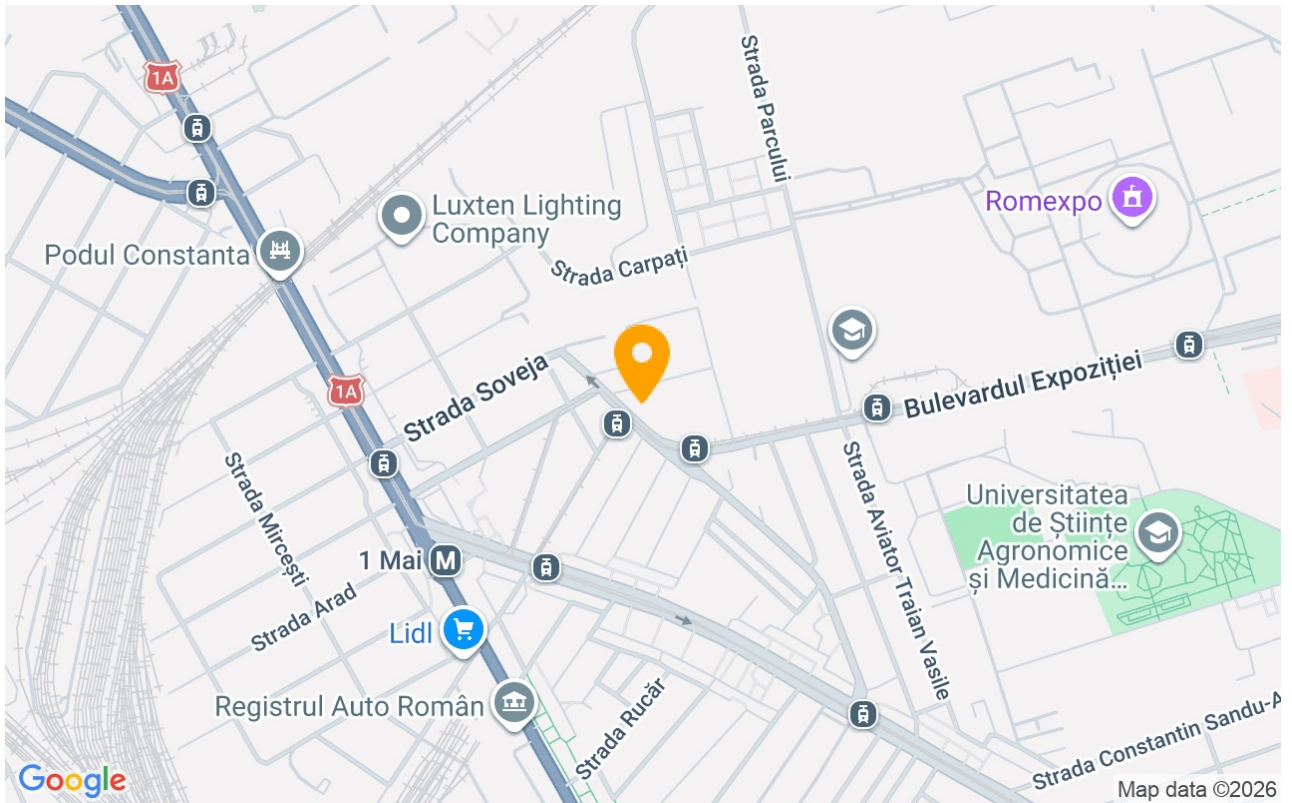 1A
Strada Parcului
Romexpo
Luxten Lighting
Company
Podul Constanta
Strada Carpați
1A
Strada Soveja
Bulevardul Expoziției
Strada Mircești
Strada Aviator Traian Vasile
Universitatea
de Științe
Agronomice
și Medicină...
1 Mai M
Strada Arad
Lidl
Registrul Auto Român
Strada Rucăr
Strada Constantin Sandu-A
Google
Map data ©2026